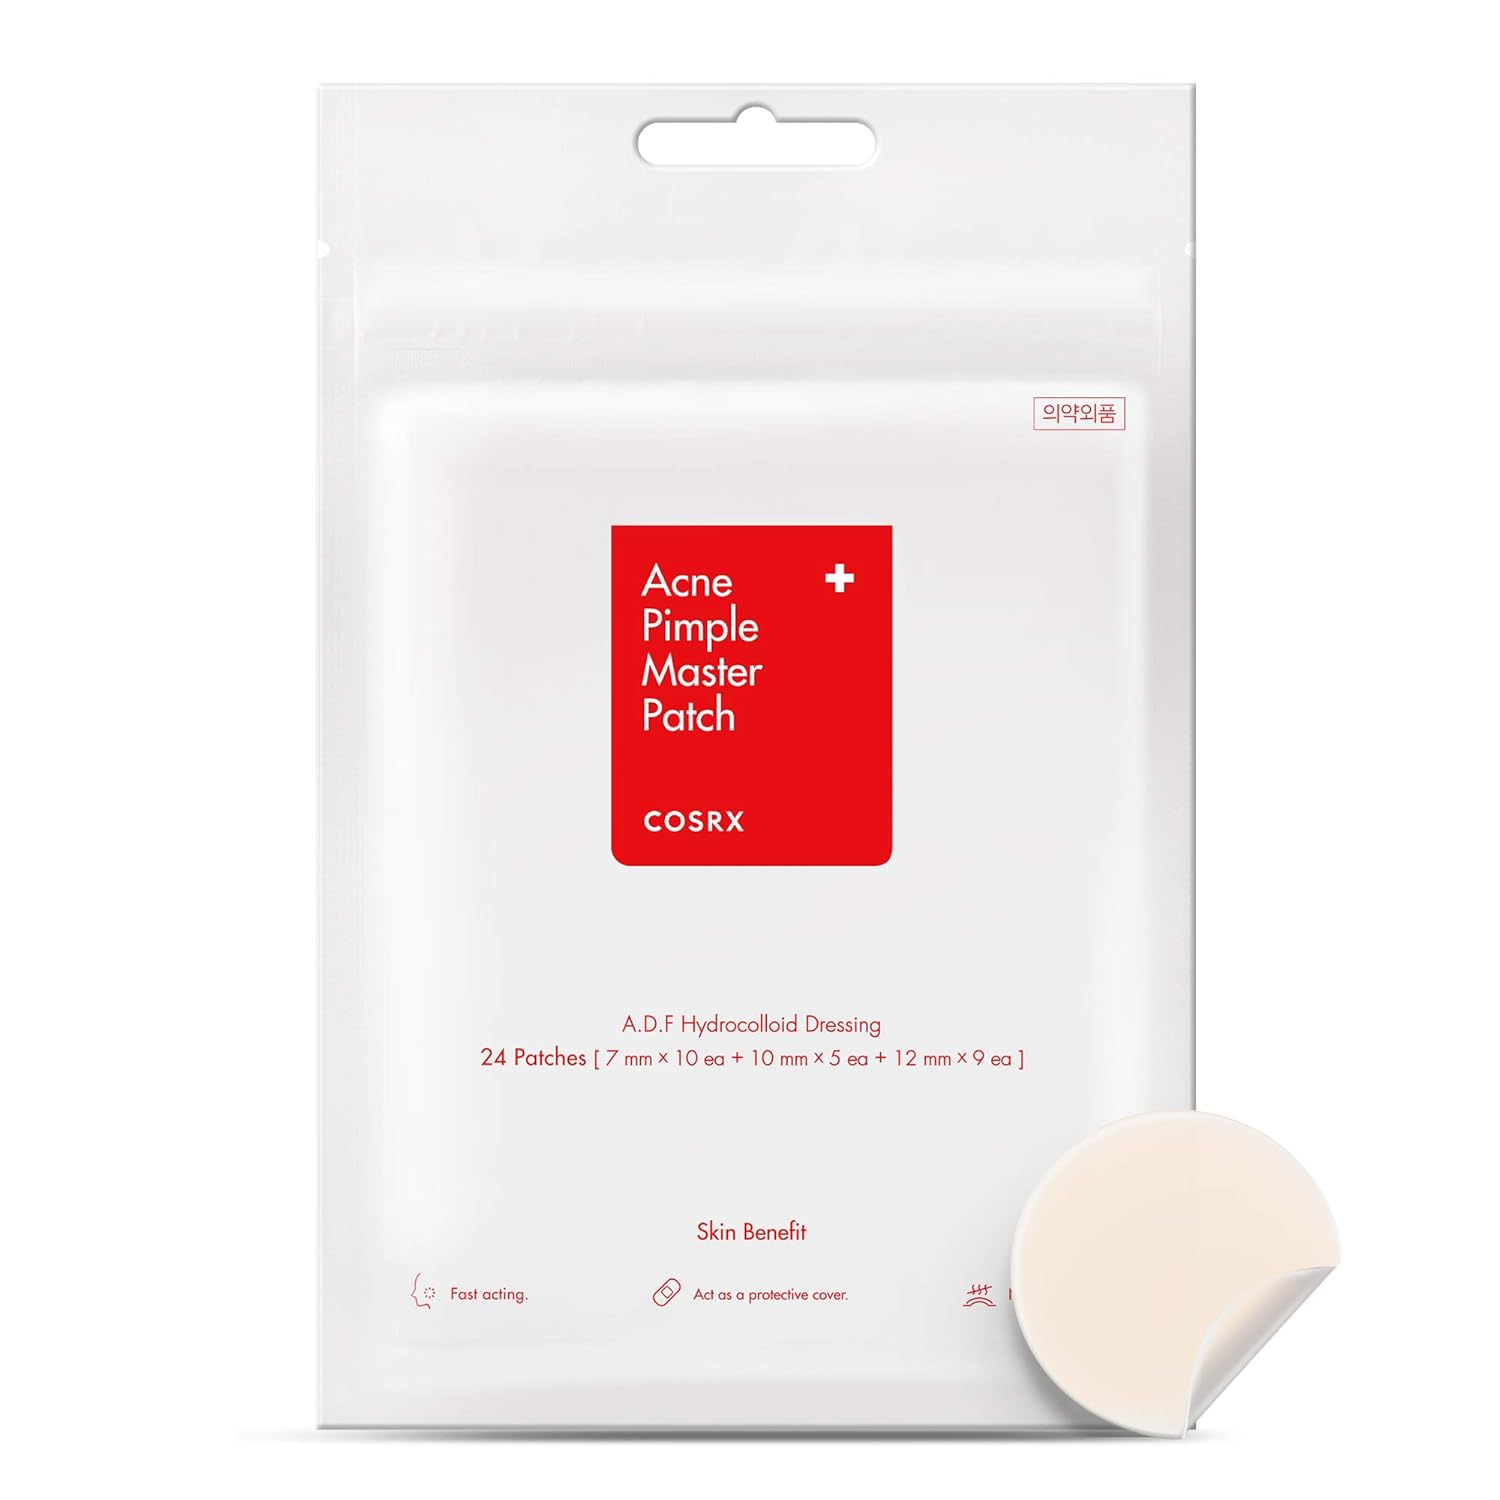 의약외품
Acne
Pimple
Master
Patch
COSRX
A.D.F Hydrocolloid Dressing
24 Patches [ 7 mm × 10 ea + 10 mm × 5 ea + 12 mm × 9 ea ]
Skin Benefit
Fast acting.
Act as a protective cover.